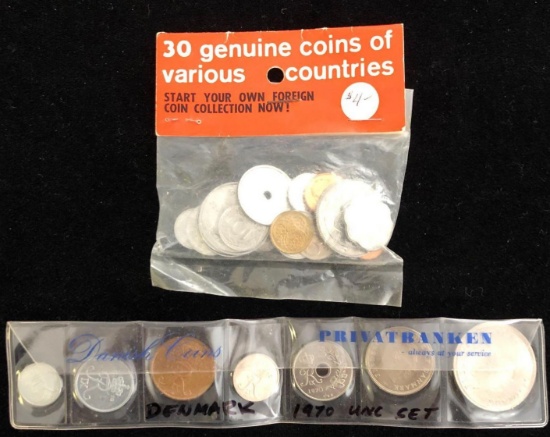 30 genuine coins of
various countries
START YOUR OWN FOREIGN
COIN COLLECTION NOW!
$4-
Danish Coins
PRIVATBANKEN
- always at your service
DENMARK 1970 UNC SET